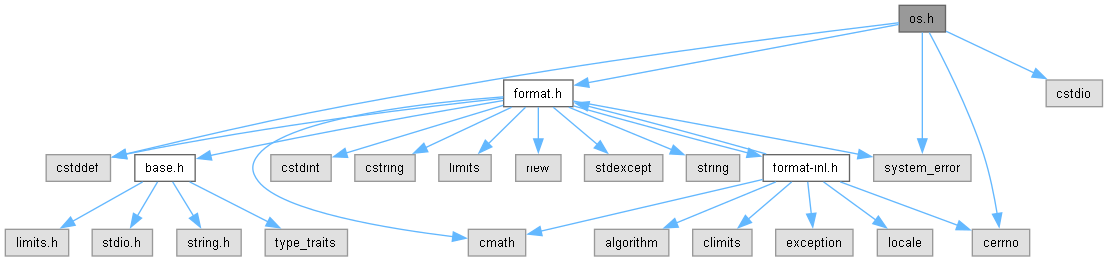 os.h
format.h
cstdio
cstddef
base.h
cstdint
cstring
limits
new
stdexcept
string
format-inl.h
system_error
limits.h
stdio.h
string.h
type_traits
cmath
algorithm
climits
exception
locale
cerrno